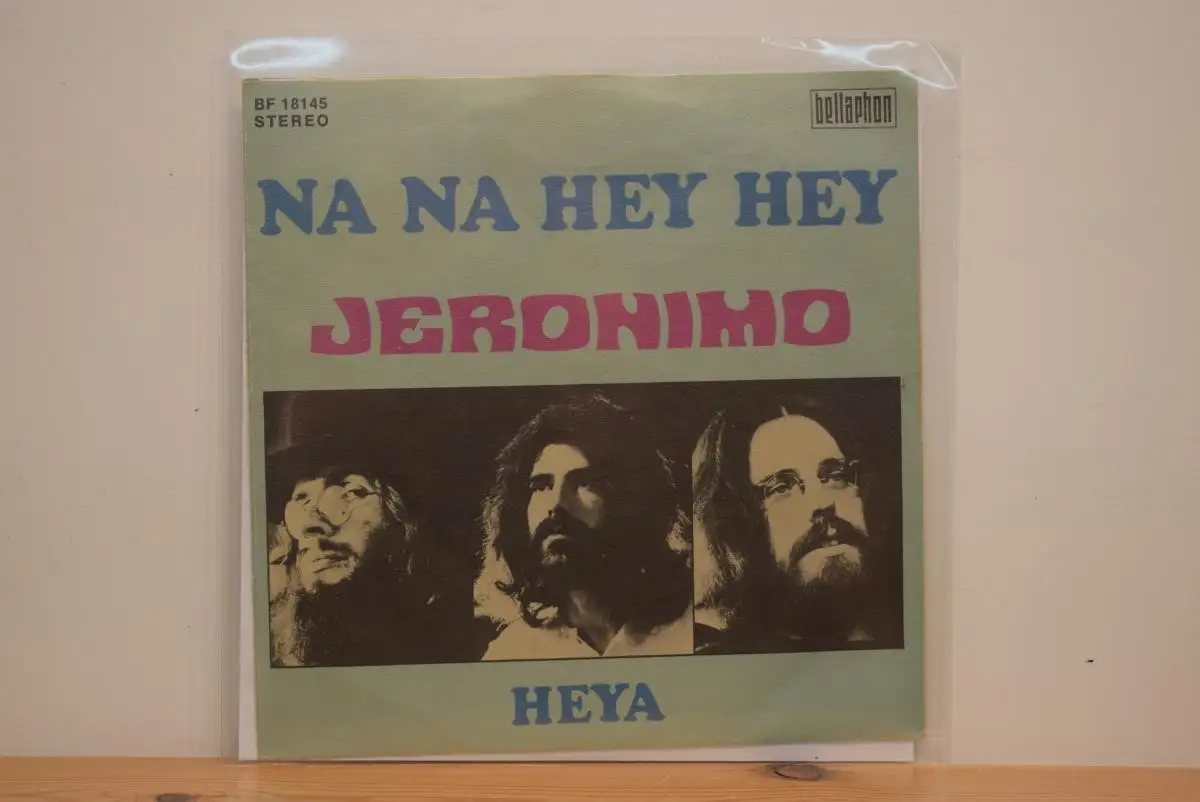 BF 18145
STEREO
bellaphon
NA NA HEY HEY
JERONIMO
HEYA